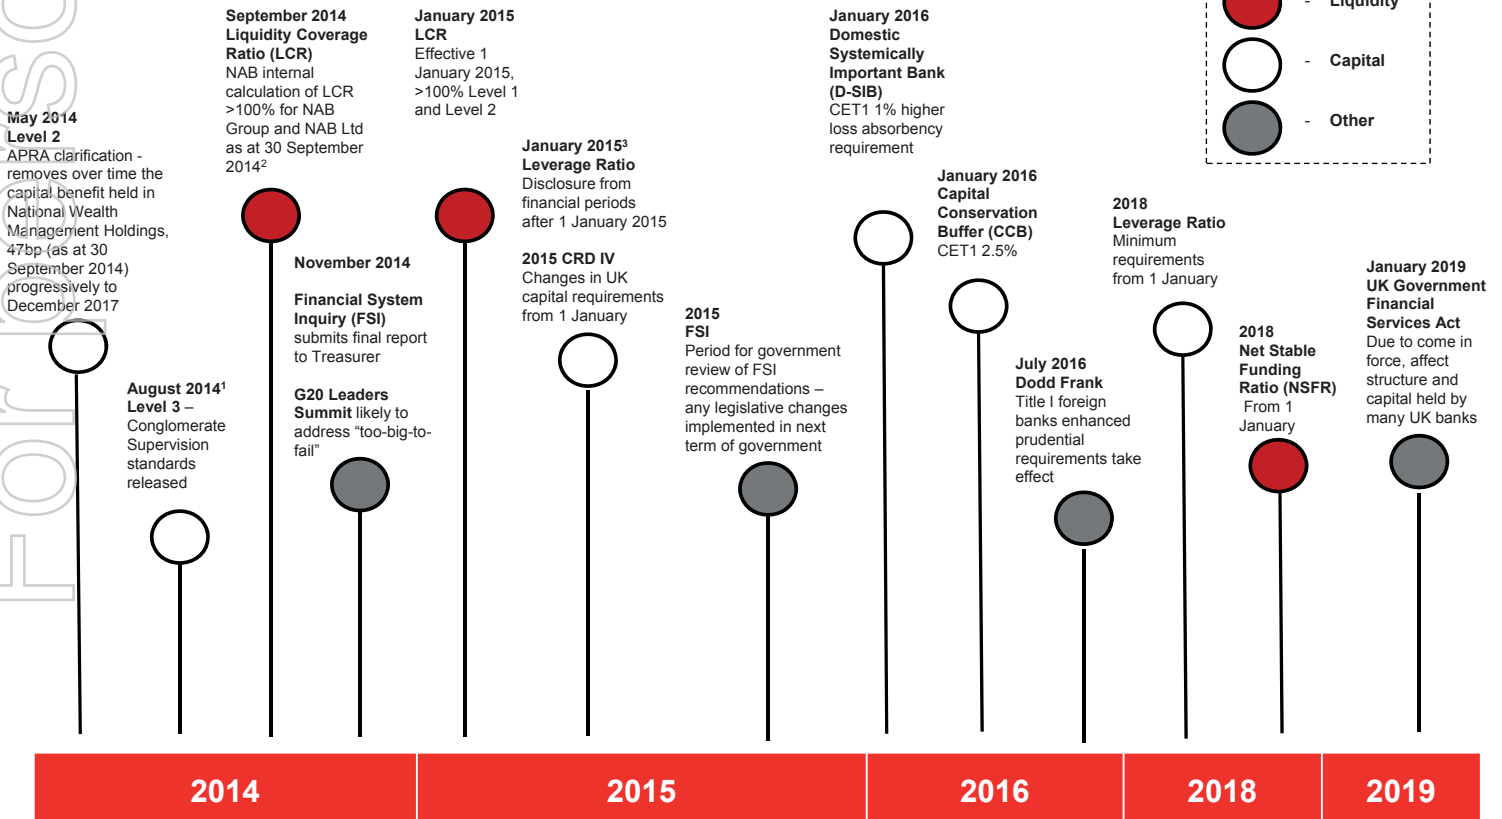 May 2014
Level 2
APRA clarification -
removes over time the
capital benefit held in
National Wealth
Management Holdings,
47bp (as at 30
September 2014)
progressively to
December 2017
August 2014¹
Level 3 –
Conglomerate
Supervision
standards
released
September 2014
Liquidity Coverage
Ratio (LCR)
NAB internal
calculation of LCR
>100% for NAB
Group and NAB Ltd
as at 30 September
2014²
November 2014
Financial System
Inquiry (FSI)
submits final report
to Treasurer
G20 Leaders
Summit likely to
address “too-big-to-
fail”
January 2015
LCR
Effective 1
January 2015,
>100% Level 1
and Level 2
January 2015³
Leverage Ratio
Disclosure from
financial periods
after 1 January 2015
2015 CRD IV
Changes in UK
capital requirements
from 1 January
2015
FSI
Period for government
review of FSI
recommendations –
any legislative changes
implemented in next
term of government
January 2016
Domestic
Systemically
Important Bank
(D-SIB)
CET1 1% higher
loss absorbency
requirement
January 2016
Capital
Conservation
Buffer (CCB)
CET1 2.5%
July 2016
Dodd Frank
Title I foreign
banks enhanced
prudential
requirements take
effect
2018
Leverage Ratio
Minimum
requirements
from 1 January
2018
Net Stable
Funding
Ratio (NSFR)
From 1
January
January 2019
UK Government
Financial
Services Act
Due to come in
force, affect
structure and
capital held by
many UK banks
- Liquidity
- Capital
- Other
2014
2015
2016
2018
2019
For perso